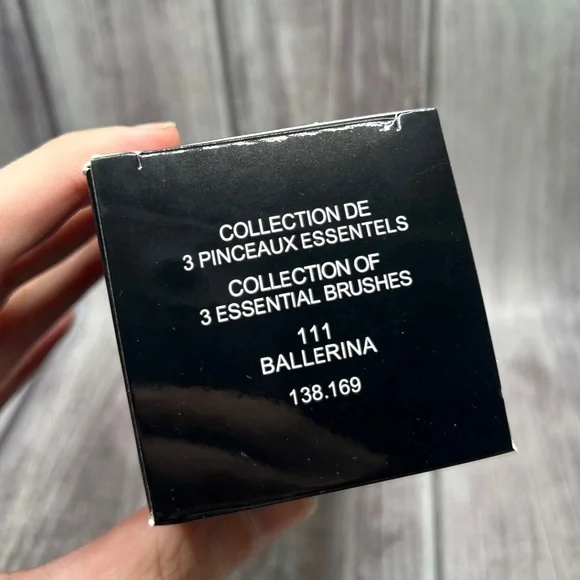 COLLECTION DE
3 PINCEAUX ESSENTELS
COLLECTION OF
3 ESSENTIAL BRUSHES
111
BALLERINA
138.169